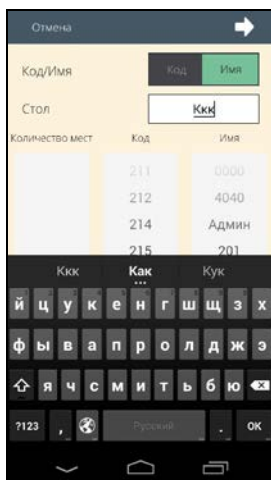 Отмена
Код/Имя Код Имя
Стол Ккк
Количество мест Код Имя
211 0000
212 4040
214 Админ
215 201
Ккк Как Кук
й ц у к е н г ш щ з х
ф ы в а п р о л д ж э
я ч с м и т ь б ю
?123 , Русский . ОК